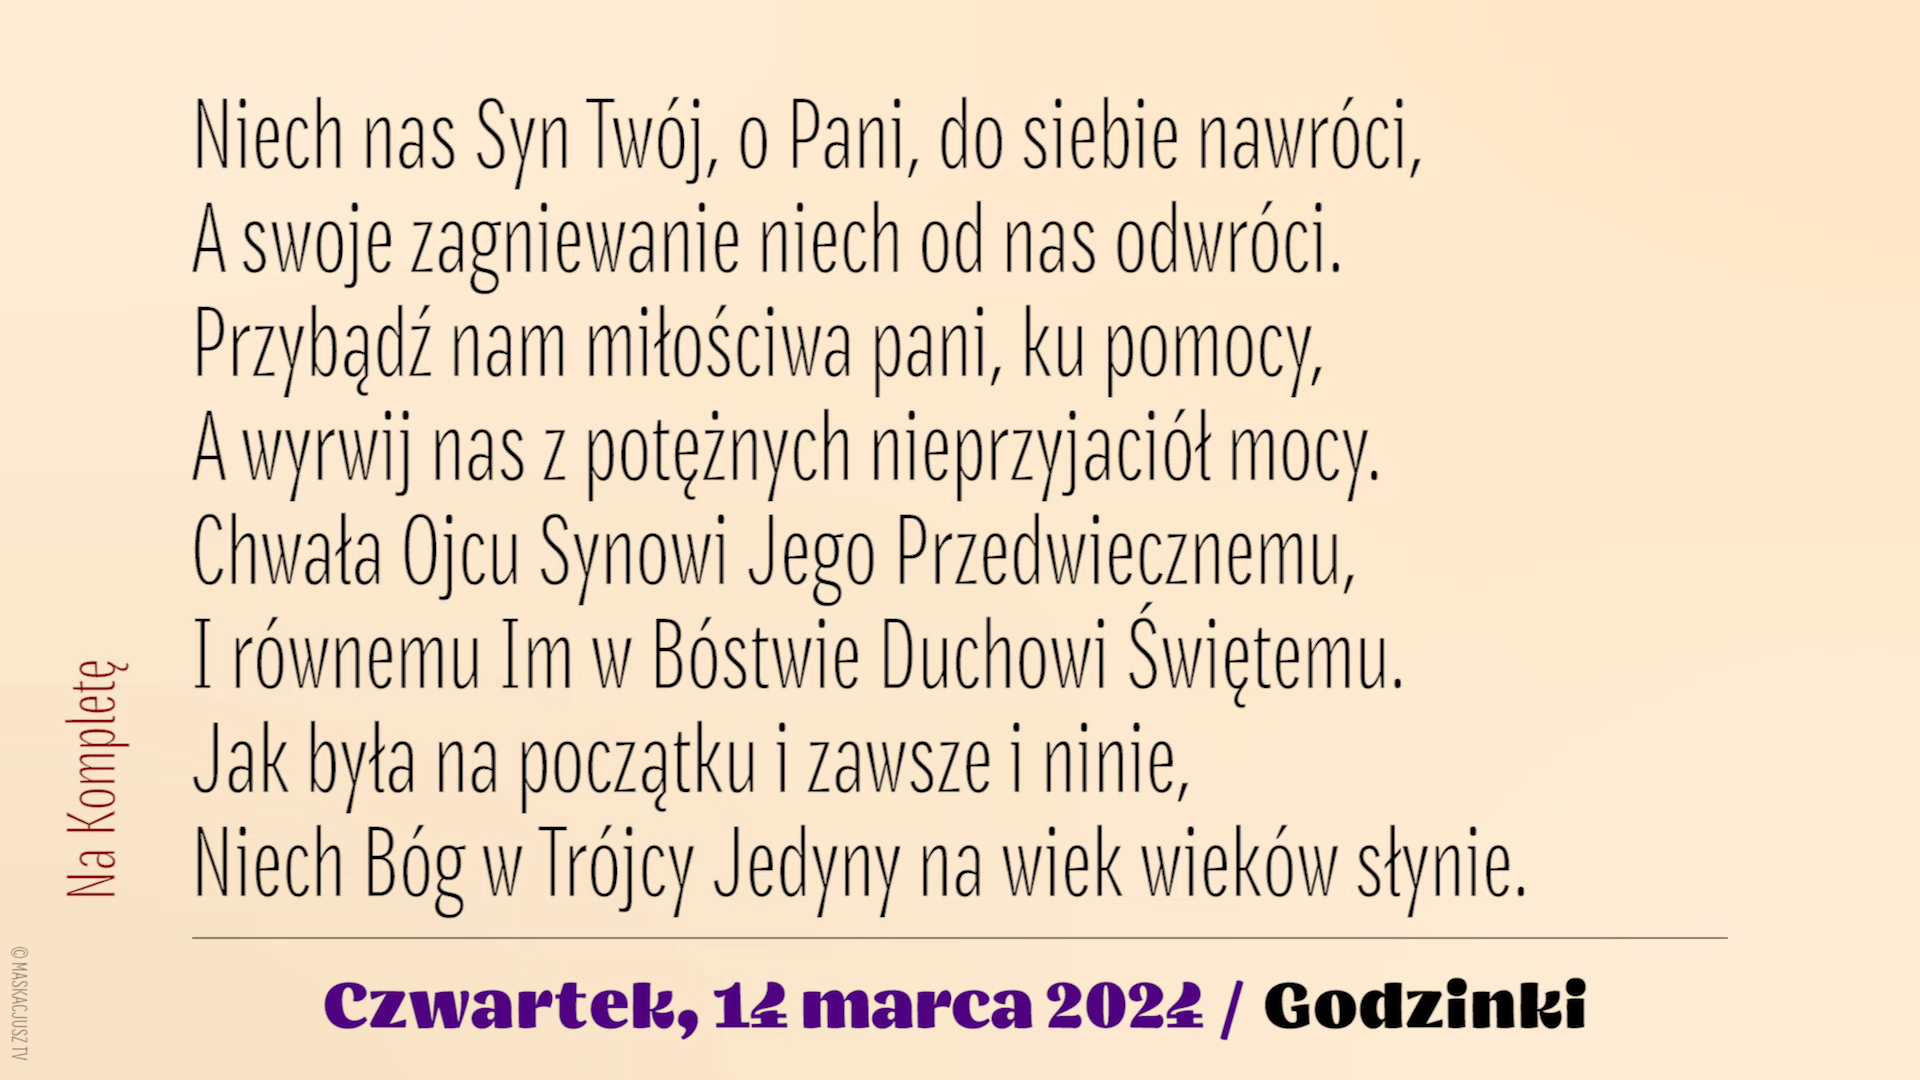 Niech nas Syn Twój, o Pani, do siebie nawróci,
A swoje zagniewanie niech od nas odwróci.
Przybądź nam miłościwa pani, ku pomocy,
A wyrwij nas z potężnych nieprzyjaciół mocy.
Chwała Ojcu Synowi Jego Przedwiecznemu,
I równemu Im w Bóstwie Duchowi Świętemu.
Jak była na początku i zawsze i ninie,
Niech Bóg w Trójcy Jedyny na wiek wieków słynie.
Na Kompletę
Czwartek, 14 marca 2024 / Godzinki
© MASKACJUSZ TV